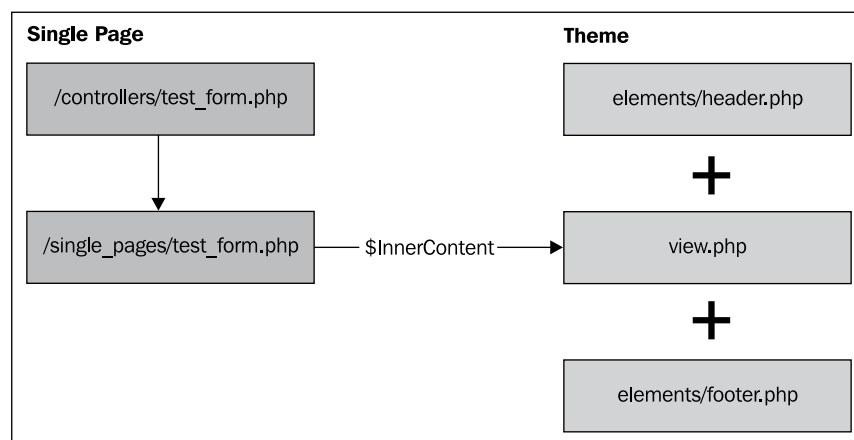 Single Page
/controllers/test_form.php
/single_pages/test_form.php
$InnerContent
Theme
elements/header.php
+
view.php
+
elements/footer.php